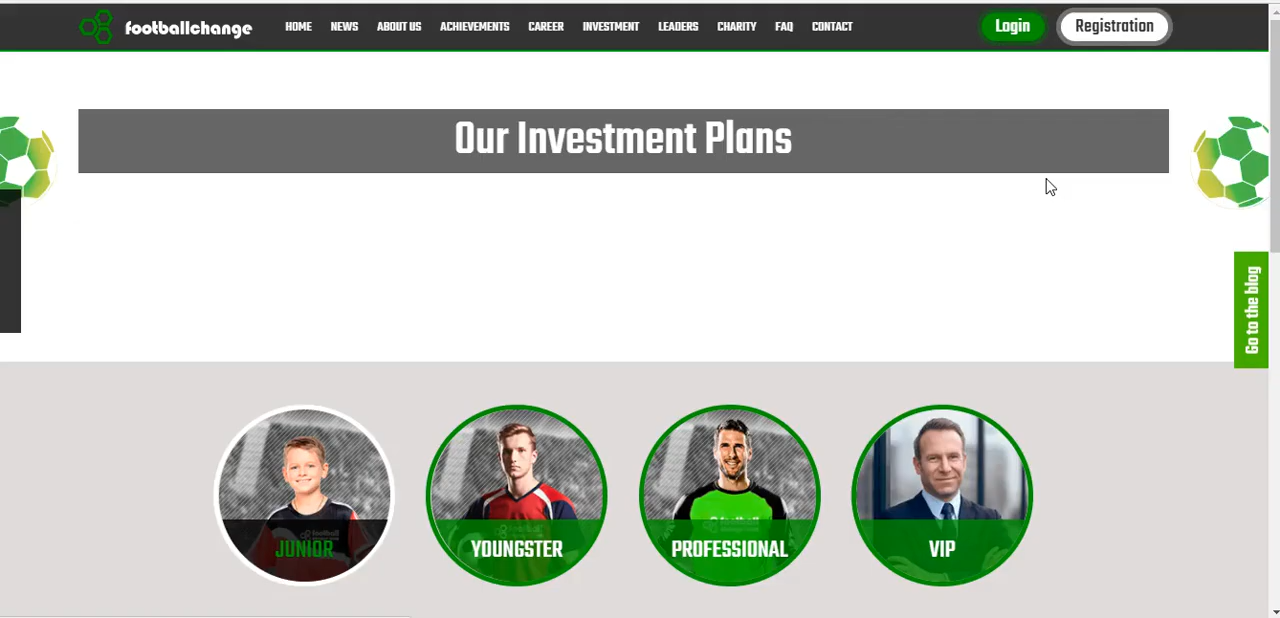 footballchange HOME NEWS ABOUT US ACHIEVEMENTS CAREER INVESTMENT LEADERS CHARITY FAQ CONTACT Login Registration
Our Investment Plans
Go to the blog
JUNIOR YOUNGSTER PROFESSIONAL VIP